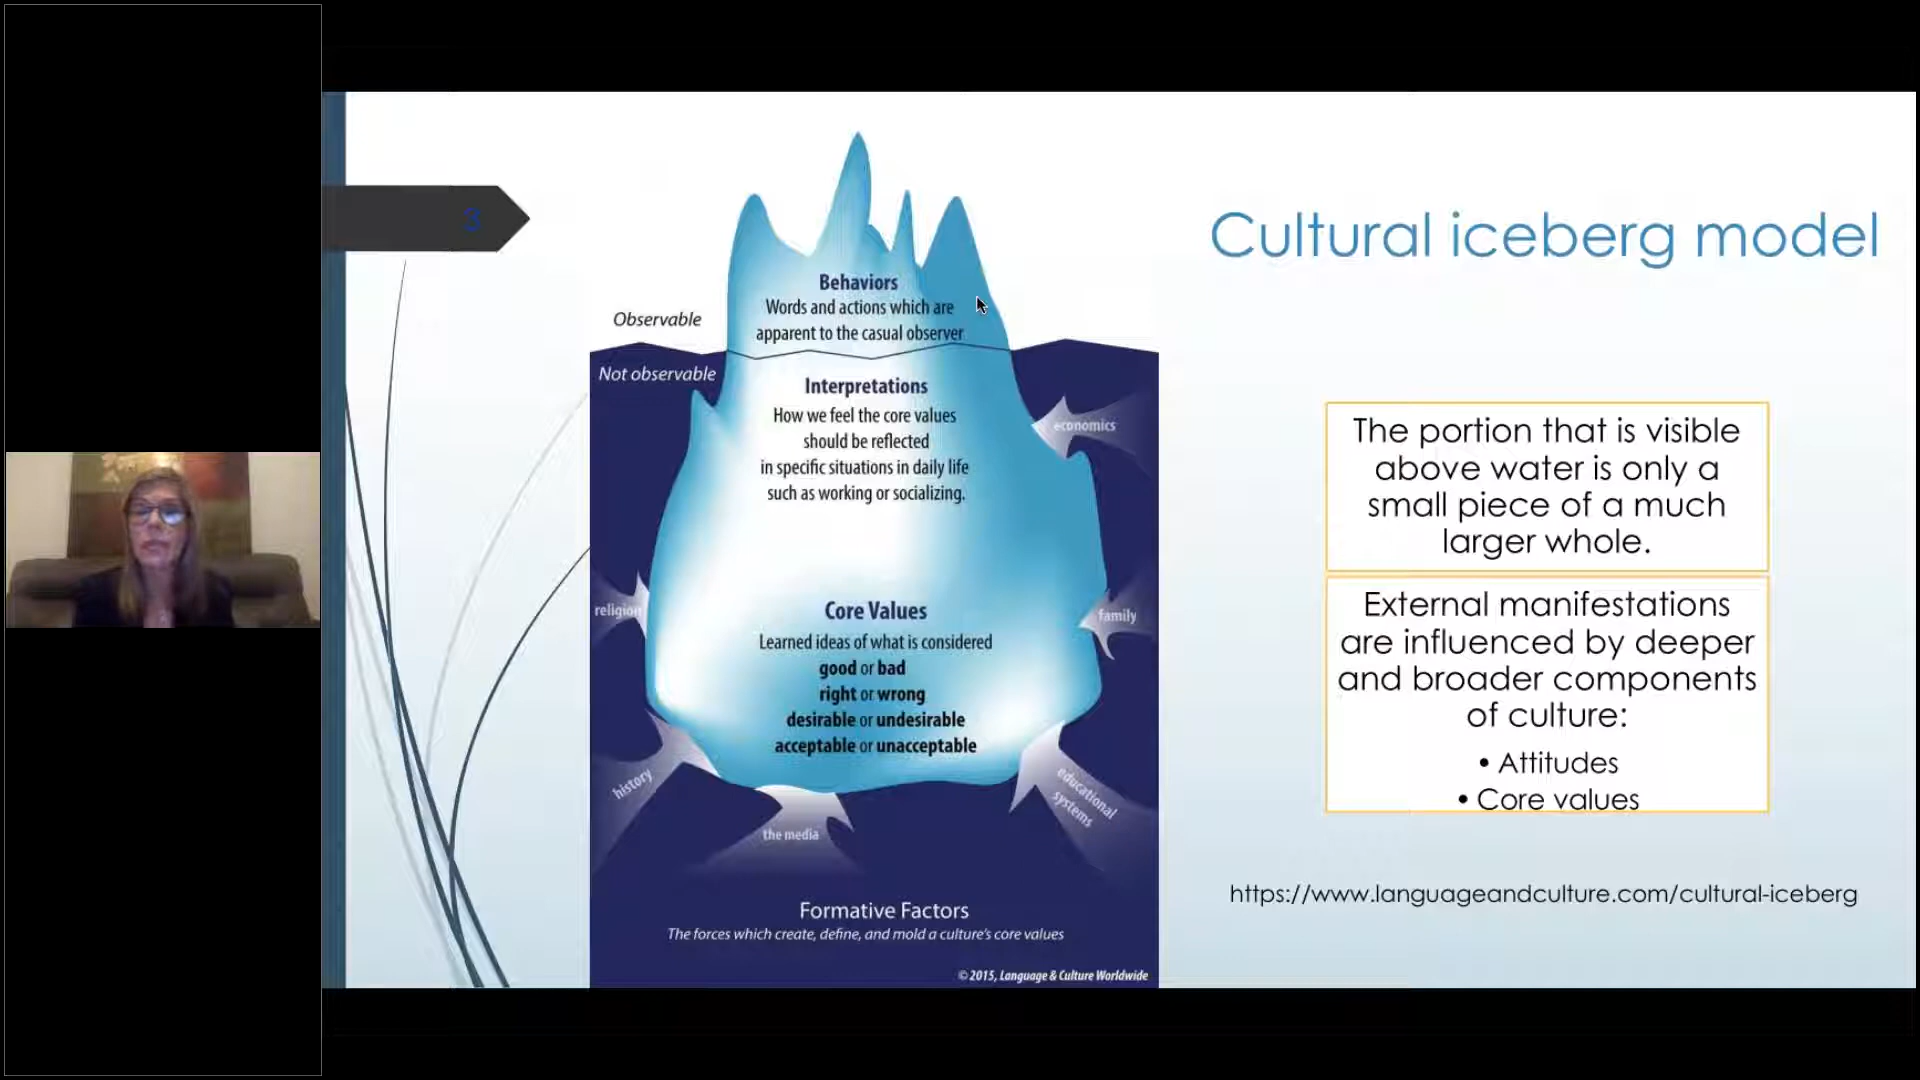 3
Cultural iceberg model
Behaviors
Words and actions which are
apparent to the casual observer
Observable
Not observable
Interpretations
How we feel the core values
should be reflected
in specific situations in daily life
such as working or socializing.
economics
religion
family
Core Values
Learned ideas of what is considered
good or bad
right or wrong
desirable or undesirable
acceptable or unacceptable
history
the media
educational
systems
Formative Factors
The forces which create, define, and mold a culture's core values
© 2015, Language & Culture Worldwide
The portion that is visible
above water is only a
small piece of a much
larger whole.
External manifestations
are influenced by deeper
and broader components
of culture:
• Attitudes
• Core values
https://www.languageandculture.com/cultural-iceberg